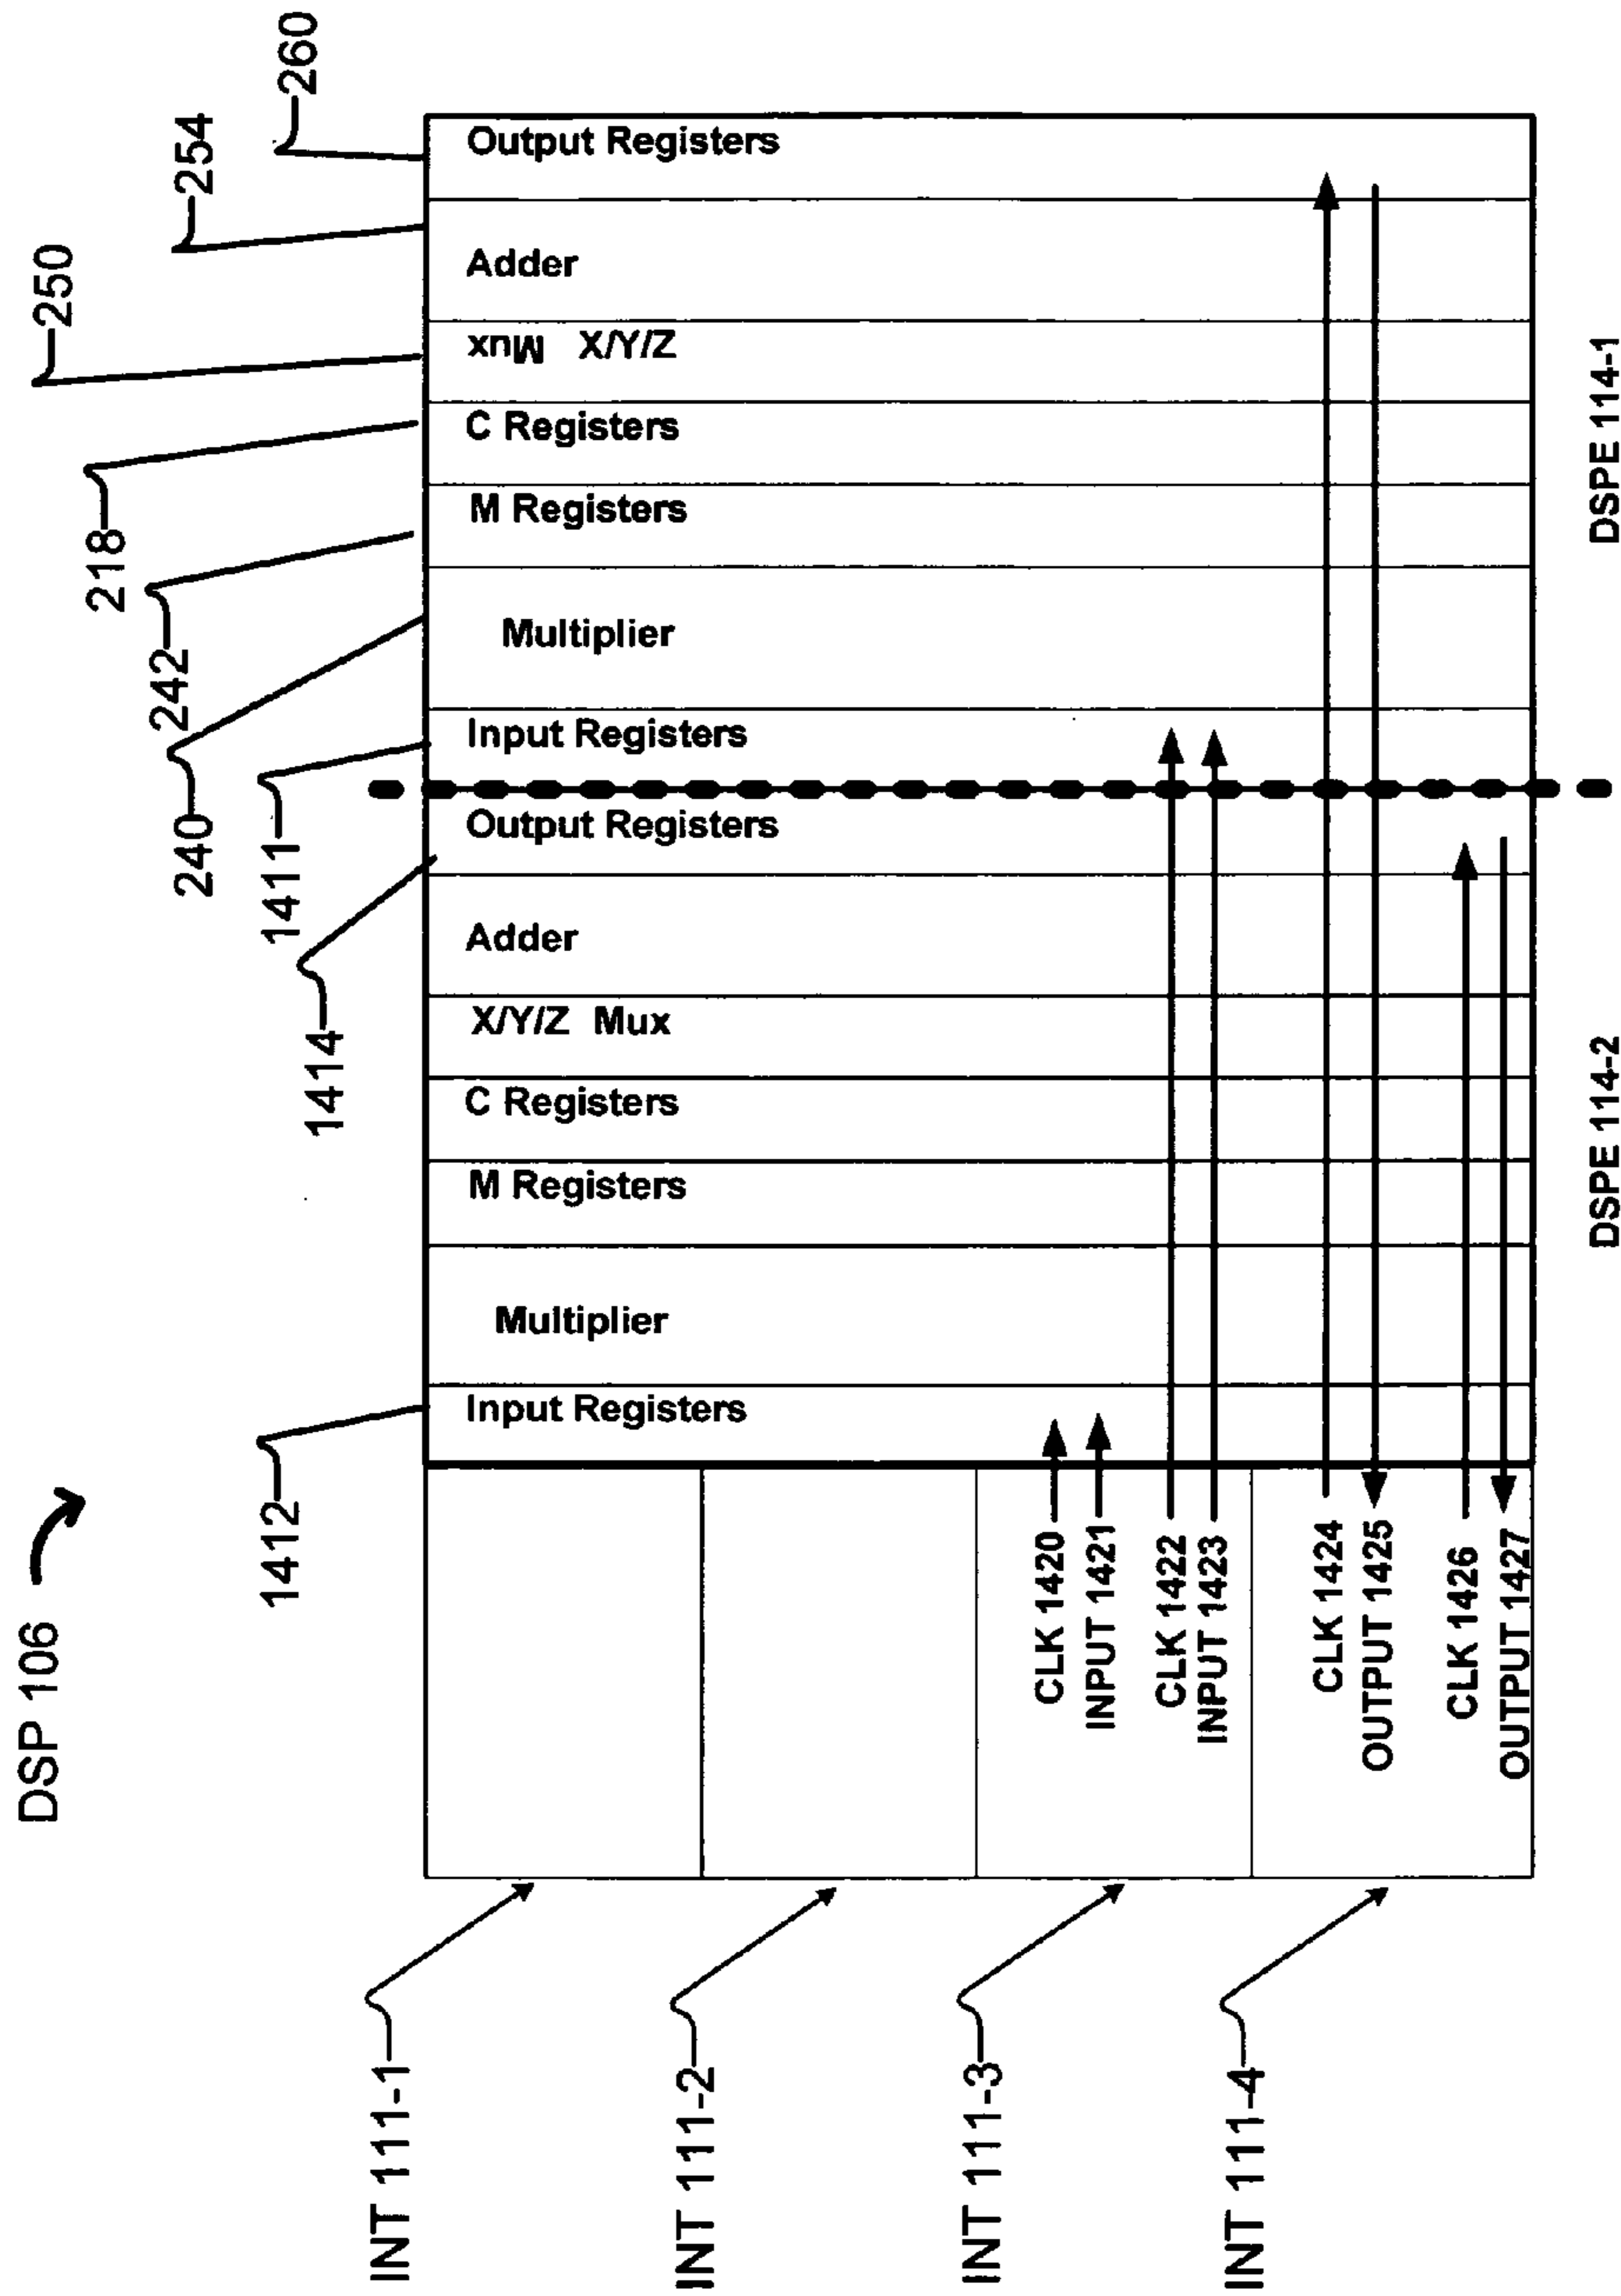 DSP 106
250
254
260
218
242
240
1411
1414
1412
Output Registers
Adder
Mux X/Y/Z
C Registers
M Registers
Multiplier
Input Registers
Output Registers
Adder
X/Y/Z Mux
C Registers
M Registers
Multiplier
Input Registers
CLK 1420
INPUT 1421
CLK 1422
INPUT 1423
CLK 1424
OUTPUT 1425
CLK 1426
OUTPUT 1427
INT 111-1
INT 111-2
INT 111-3
INT 111-4
DSPE 114-1
DSPE 114-2